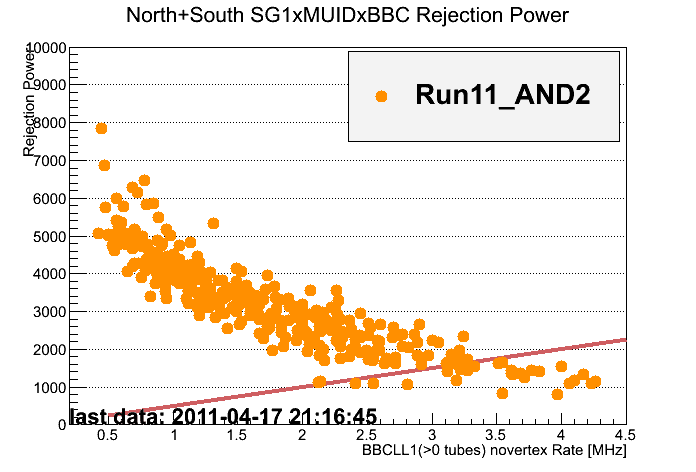 North+South SG1xMUIDxBBC Rejection Power
Rejection Power
10000
9000
8000
7000
6000
5000
4000
3000
2000
1000
0
Run11_AND2
last data: 2011-04-17 21:16:45
0.5 1 1.5 2 2.5 3 3.5 4 4.5
BBCLL1(>0 tubes) novertex Rate [MHz]